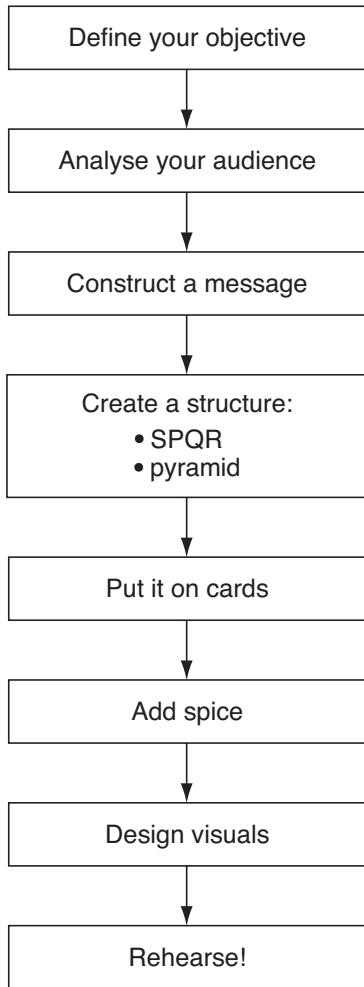 Define your objective
Analyse your audience
Construct a message
Create a structure:
• SPQR
• pyramid
Put it on cards
Add spice
Design visuals
Rehearse!